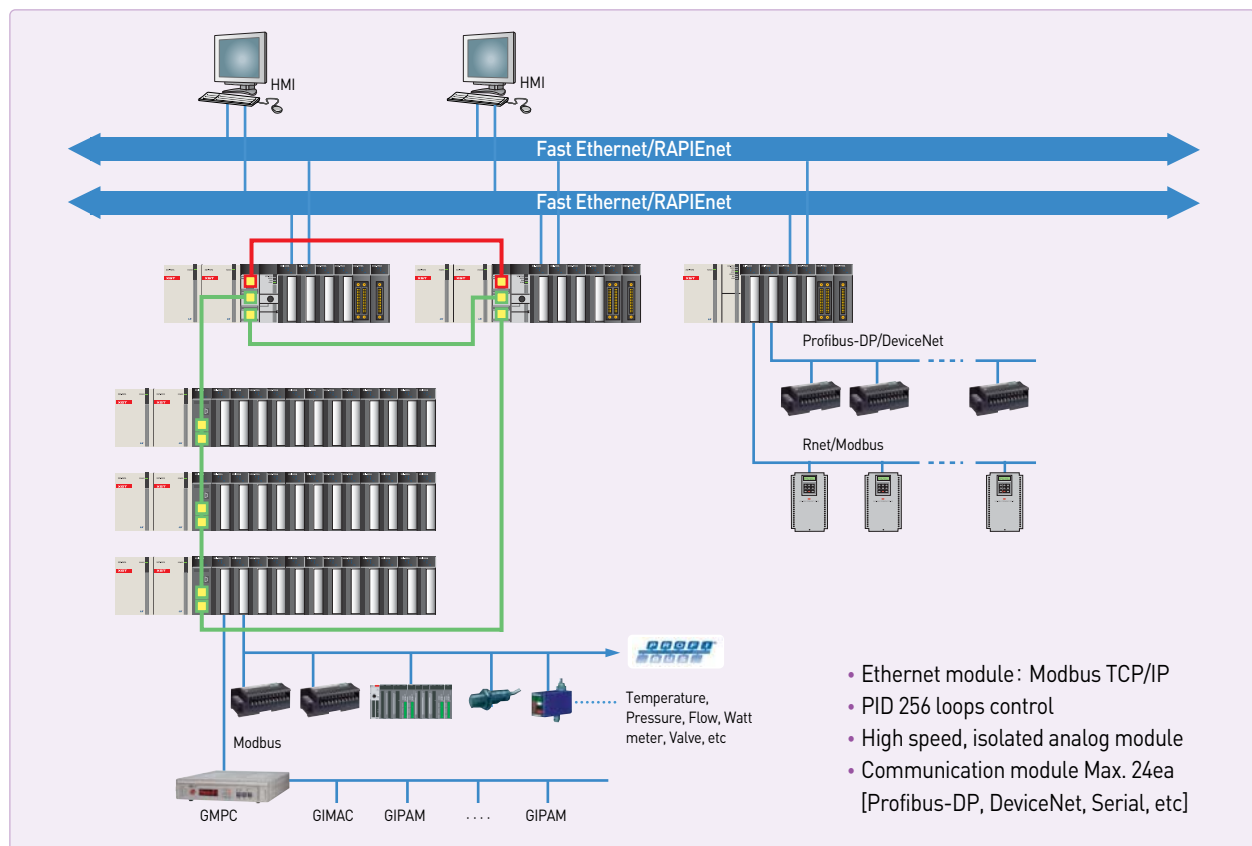 HMI
HMI
Fast Ethernet/RAPIEnet
Fast Ethernet/RAPIEnet
Profibus-DP/DeviceNet
Rnet/Modbus
PROFI
BUS
Temperature,
Pressure, Flow, Watt
meter, Valve, etc
Modbus
GMPC
GIMAC
GIPAM
....
GIPAM
• Ethernet module: Modbus TCP/IP
• PID 256 loops control
• High speed, isolated analog module
• Communication module Max. 24ea
[Profibus-DP, DeviceNet, Serial, etc]